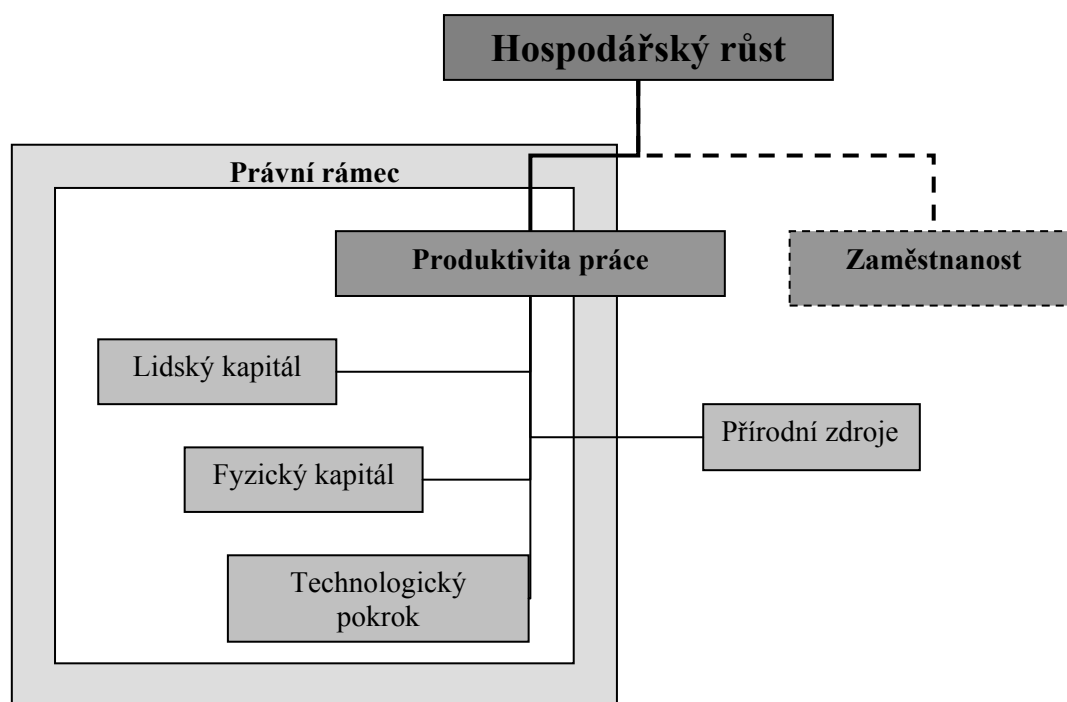 Hospodářský růst
Právní rámec
Produktivita práce
Zaměstnanost
Lidský kapitál
Přírodní zdroje
Fyzický kapitál
Technologický
pokrok